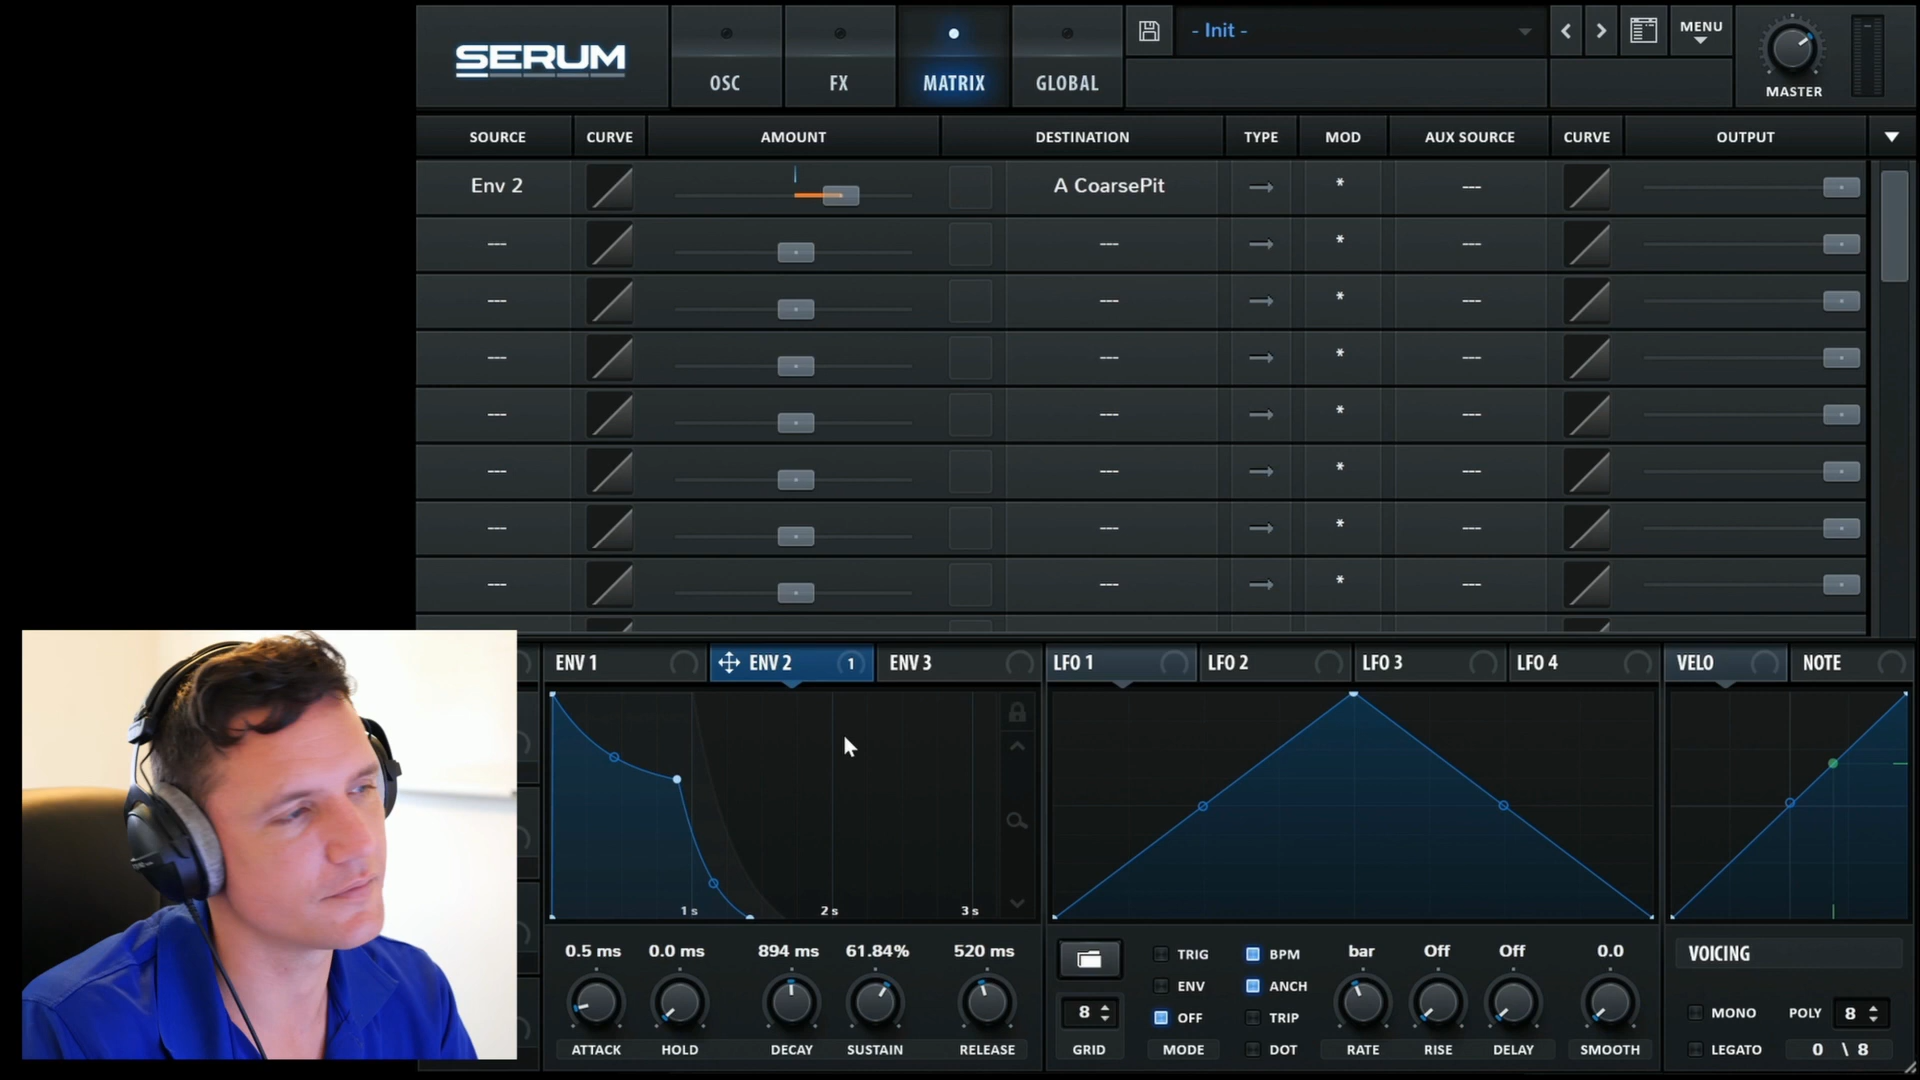 SERUM
OSC
FX
MATRIX
GLOBAL
- Init -
MENU
MASTER
SOURCE CURVE AMOUNT DESTINATION TYPE MOD AUX SOURCE CURVE OUTPUT
Env 2 A CoarsePit * ---
--- --- * ---
--- --- * ---
--- --- * ---
--- --- * ---
--- --- * ---
--- --- * ---
--- --- * ---
ENV 1 ENV 2 1 ENV 3 LFO 1 LFO 2 LFO 3 LFO 4 VELO NOTE
1 s 2s 3 s
0.5 ms 0.0 ms 894 ms 61.84% 520 ms
ATTACK HOLD DECAY SUSTAIN RELEASE
8
GRID
TRIG BPM
ENV ANCH
OFF TRIP
MODE DOT
bar Off Off 0.0
RATE RISE DELAY SMOOTH
VOICING
MONO POLY 8
LEGATO 0 \ 8